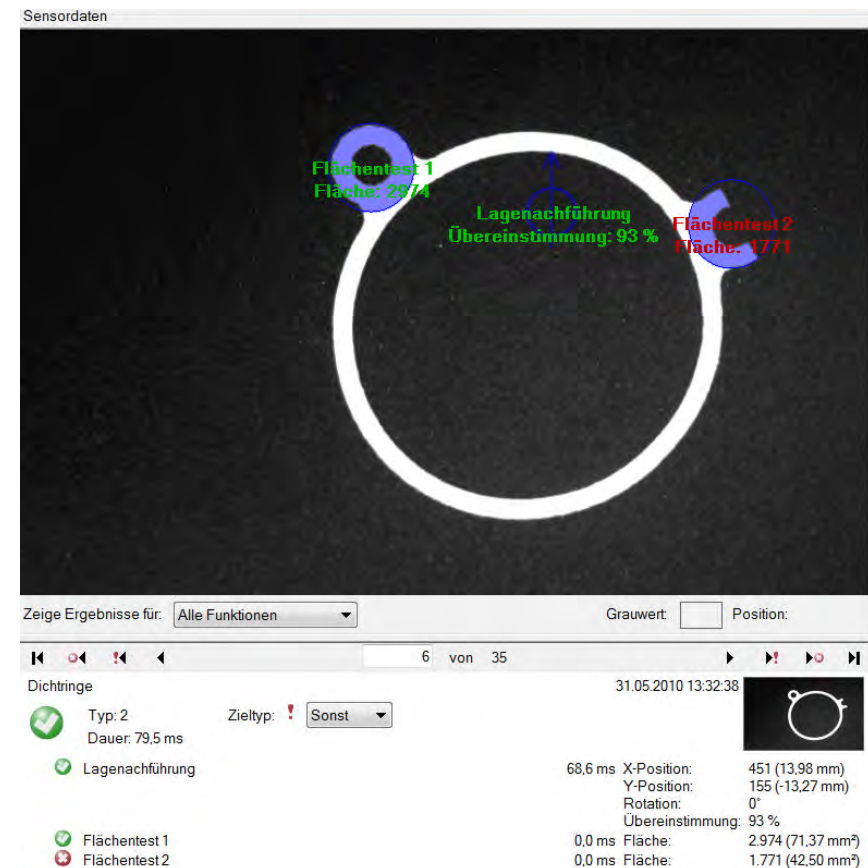 Sensordaten
Flächentest 1
Fläche: 2974
Lagenachführung
Übereinstimmung: 93 %
Flächentest 2
Fläche: 1771
Zeige Ergebnisse für: Alle Funktionen Grauwert: Position:
6 von 35
Dichtringe 31.05.2010 13:32:38
Typ: 2 Zieltyp: Sonst
Dauer: 79,5 ms
Lagenachführung 68,6 ms X-Position: 451 (13,98 mm)
Y-Position: 155 (-13,27 mm)
Rotation: 0°
Übereinstimmung: 93 %
Flächentest 1 0,0 ms Fläche: 2.974 (71,37 mm²)
Flächentest 2 0,0 ms Fläche: 1.771 (42,50 mm²)